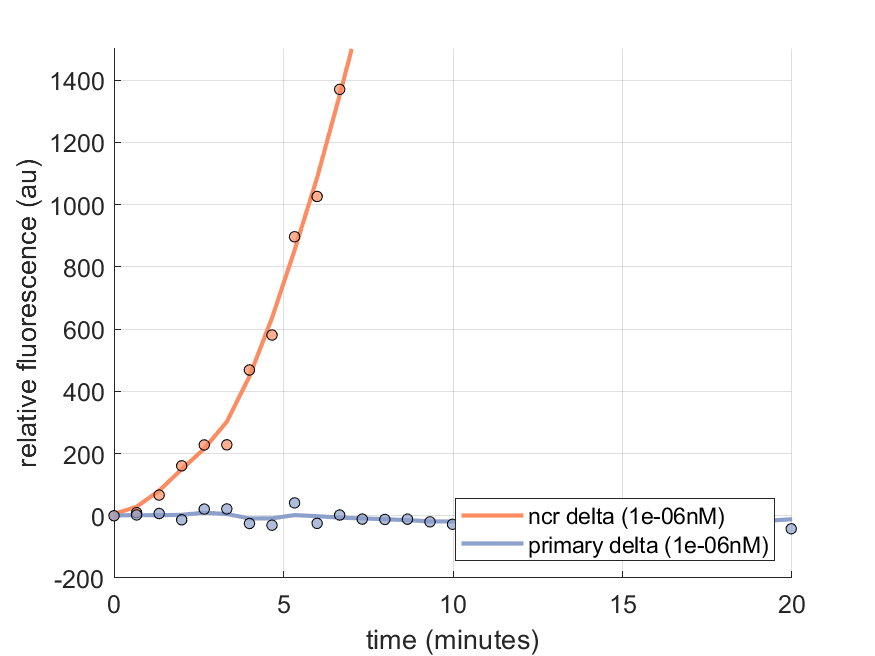 relative fluorescence (au)
1400
1200
1000
800
600
400
200
0
-200
0 5 10 15 20
time (minutes)
ncr delta (1e-06nM)
primary delta (1e-06nM)